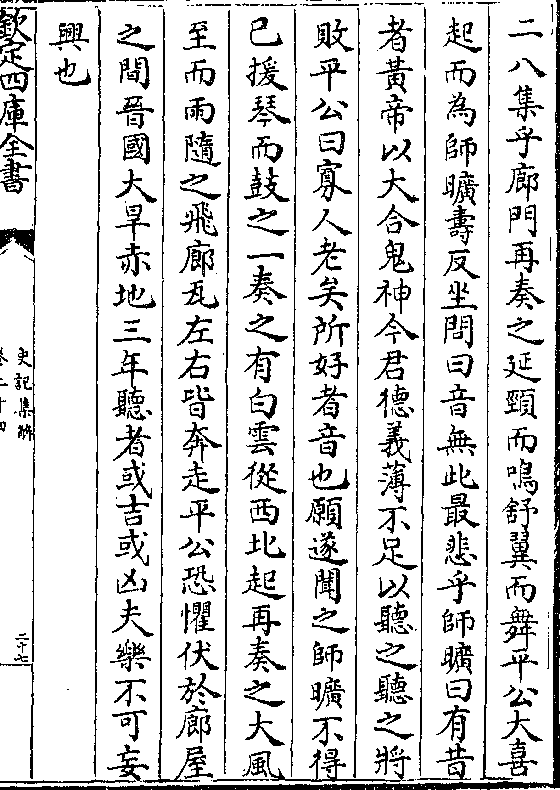 二八集乎廊門再奏之延頸而鳴舒翼而舞平公大喜
起而為師曠壽反坐問曰音無此最悲乎師曠曰有昔
者黃帝以大合鬼神今君德義薄不足以聽之聽之將
敗平公曰寡人老矣所好者音也願遂聞之師曠不得
已援琴而鼓之一奏之有白雲從西北起再奏之大風
至而雨隨之飛廊瓦左右皆奔走平公恐懼伏於廊屋
之間晉國大旱赤地三年聽者或吉或凶夫樂不可妄
興也
欽定四庫全書
史記集解
卷二十四
二十七